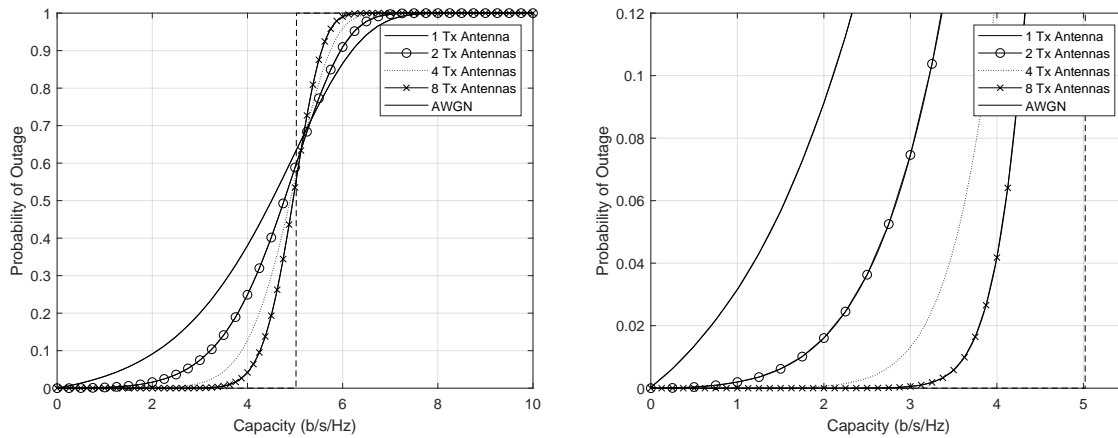 1
0.9
0.8
0.7
0.6
0.5
0.4
0.3
0.2
0.1
0
Probability of Outage
0 2 4 6 8 10
Capacity (b/s/Hz)
1 Tx Antenna
2 Tx Antennas
4 Tx Antennas
8 Tx Antennas
AWGN
0.12
0.1
0.08
0.06
0.04
0.02
0
Probability of Outage
0 1 2 3 4 5
Capacity (b/s/Hz)
1 Tx Antenna
2 Tx Antennas
4 Tx Antennas
8 Tx Antennas
AWGN